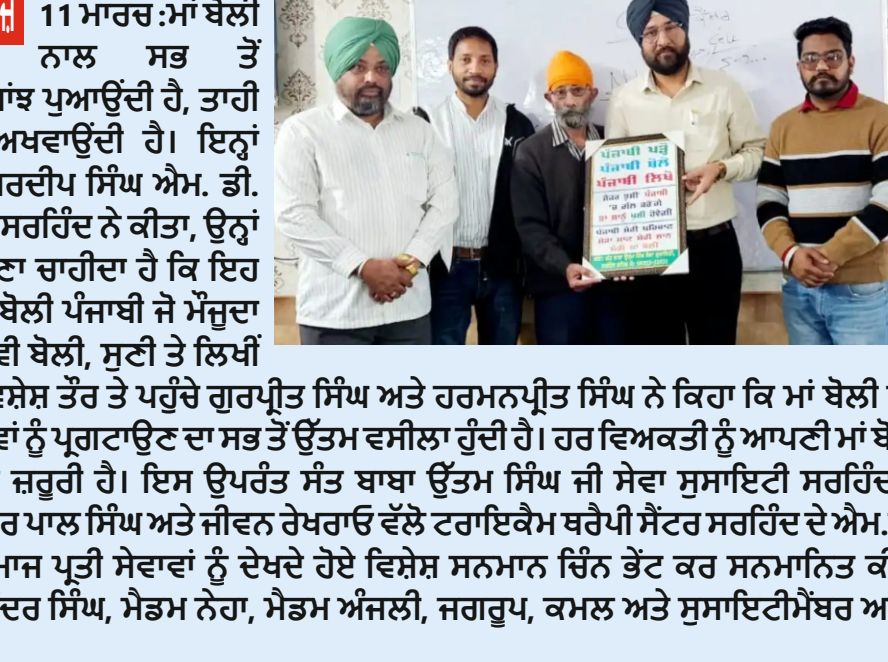 11 ਮਾਰਚ :ਮਾਂ ਬੋਲੀ
ਨਾਲ ਸਭ ਤੋਂ
ਪੁਆਉਂਦੀ ਹੈ, ਤਾਹੀ
ਅਖਵਾਉਂਦੀ ਹੈ। ਇਨ੍ਹਾਂ
ਰਦੀਪ ਸਿੰਘ ਐਮ. ਡੀ.
ਸਰਹਿੰਦ ਨੇ ਕੀਤਾ, ਉਨ੍ਹਾਂ
ਣਾ ਚਾਹੀਦਾ ਹੈ ਕਿ ਇਹ
ਬੋਲੀ ਪੰਜਾਬੀ ਜੋ ਮੌਜੂਦਾ
ਵੀ ਬੋਲੀ, ਸੁਣੀ ਤੇ ਲਿਖੀਂ
ਸ਼ੇਸ਼ ਤੌਰ ਤੇ ਪਹੁੰਚੇ ਗੁਰਪ੍ਰੀਤ ਸਿੰਘ ਅਤੇ ਹਰਮਨਪ੍ਰੀਤ ਸਿੰਘ ਨੇ ਕਿਹਾ ਕਿ ਮਾਂ ਬੋਲੀ
ਵਾਂ ਨੂੰ ਪ੍ਰਗਟਾਉਣ ਦਾ ਸਭ ਤੋਂ ਉੱਤਮ ਵਸੀਲਾ ਹੁੰਦੀ ਹੈ। ਹਰ ਵਿਅਕਤੀ ਨੂੰ ਆਪਣੀ ਮਾਂ ਬੋ
ਜ਼ਰੂਰੀ ਹੈ। ਇਸ ਉਪਰੰਤ ਸੰਤ ਬਾਬਾ ਉੱਤਮ ਸਿੰਘ ਜੀ ਸੇਵਾ ਸੁਸਾਇਟੀ ਸਰਹਿੰਦ
ਰ ਪਾਲ ਸਿੰਘ ਅਤੇ ਜੀਵਨ ਰੇਖਰਾਓ ਵੱਲੋ ਟਰਾਇਕੈਮ ਥਰੈਪੀ ਸੈਂਟਰ ਸਰਹਿੰਦ ਦੇ ਐਮ.
ਮਾਜ ਪ੍ਰਤੀ ਸੇਵਾਵਾਂ ਨੂੰ ਦੇਖਦੇ ਹੋਏ ਵਿਸ਼ੇਸ਼ ਸਨਮਾਨ ਚਿੰਨ ਭੇਂਟ ਕਰ ਸਨਮਾਨਿਤ ਕੀ
ਦਰ ਸਿੰਘ, ਮੈਡਮ ਨੇਹਾ, ਮੈਡਮ ਅੰਜਲੀ, ਜਗਰੂਪ, ਕਮਲ ਅਤੇ ਸੁਸਾਇਟੀਮੈਂਬਰ ਅ
ਪੰਜਾਬੀ ਪੜ੍ਹੋ
ਪੰਜਾਬੀ ਬੋਲੋ
ਪੰਜਾਬੀ ਲਿਖੋ